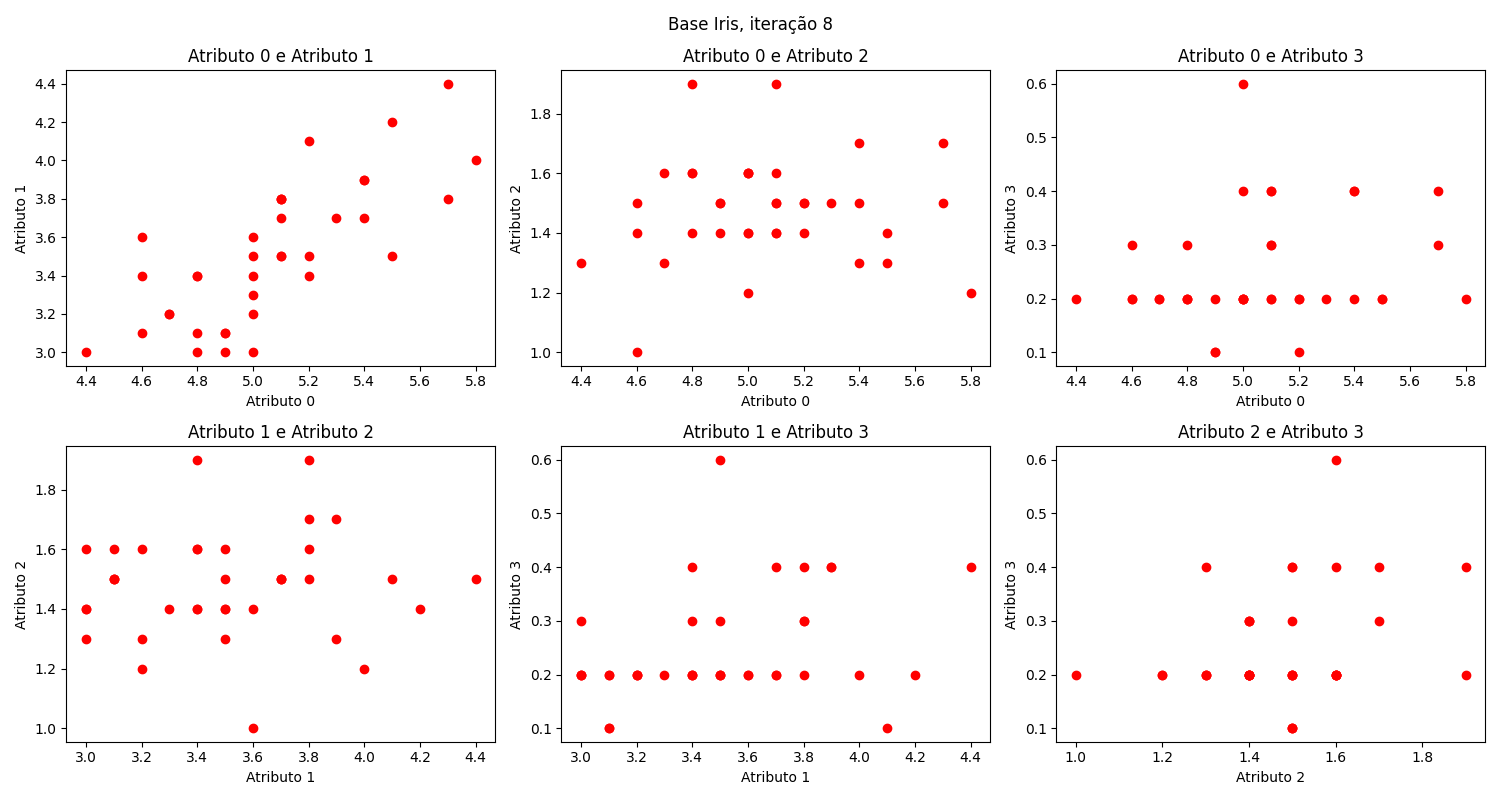 Base Iris, iteração 8
Atributo 0 e Atributo 1
Atributo 1
4.4
4.2
4.0
3.8
3.6
3.4
3.2
3.0
4.4 4.6 4.8 5.0 5.2 5.4 5.6 5.8
Atributo 0
Atributo 0 e Atributo 2
Atributo 2
1.8
1.6
1.4
1.2
1.0
4.4 4.6 4.8 5.0 5.2 5.4 5.6 5.8
Atributo 0
Atributo 0 e Atributo 3
Atributo 3
0.6
0.5
0.4
0.3
0.2
0.1
4.4 4.6 4.8 5.0 5.2 5.4 5.6 5.8
Atributo 0
Atributo 1 e Atributo 2
Atributo 2
1.8
1.6
1.4
1.2
1.0
3.0 3.2 3.4 3.6 3.8 4.0 4.2 4.4
Atributo 1
Atributo 1 e Atributo 3
Atributo 3
0.6
0.5
0.4
0.3
0.2
0.1
3.0 3.2 3.4 3.6 3.8 4.0 4.2 4.4
Atributo 1
Atributo 2 e Atributo 3
Atributo 3
0.6
0.5
0.4
0.3
0.2
0.1
1.0 1.2 1.4 1.6 1.8
Atributo 2